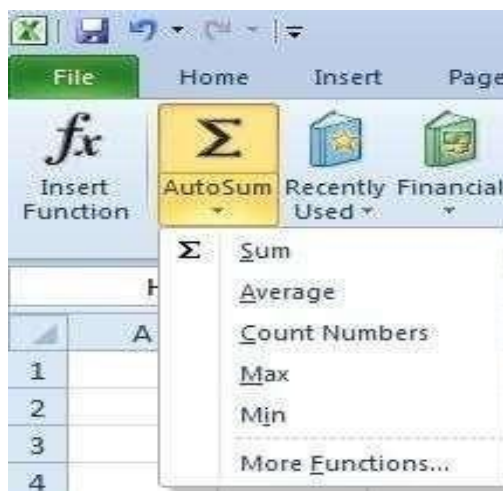 File Home Insert Page
fx Σ
Insert AutoSum Recently Financial
Function Used
Σ Sum
Average
H
A
Count Numbers
1
Max
2
Min
3
More Functions...
4